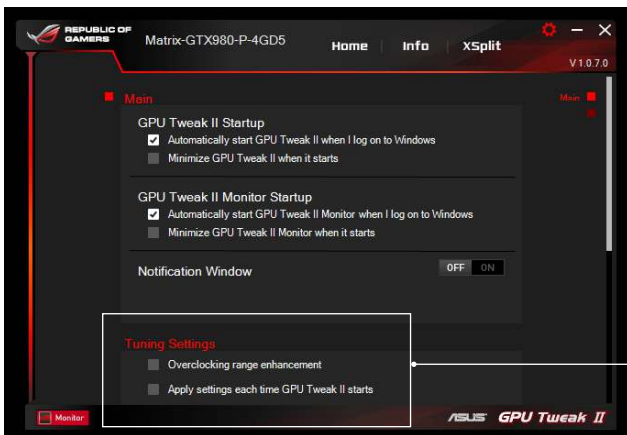 REPUBLIC OF
GAMERS
Matrix-GTX980-P-4GD5
Home
Info
XSplit
V 1.0.7.0
Main
Main
GPU Tweak II Startup
Automatically start GPU Tweak II when I log on to Windows
Minimize GPU Tweak II when it starts
GPU Tweak II Monitor Startup
Automatically start GPU Tweak II Monitor when I log on to Windows
Minimize GPU Tweak II Monitor when it starts
Notification Window
OFF ON
Tuning Settings
Overclocking range enhancement
Apply settings each time GPU Tweak II starts
Monitor
ASUS GPU Tweak II